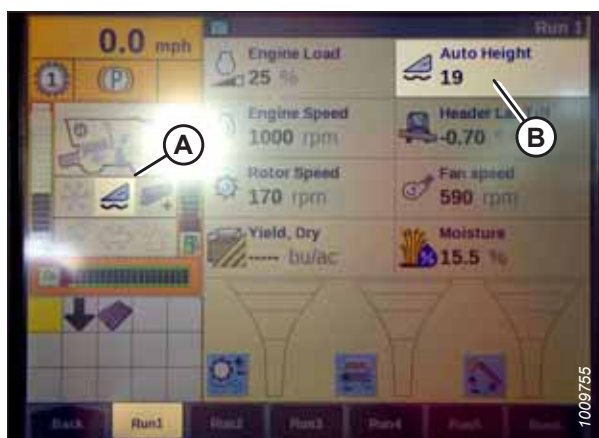 0.0 mph
Run 1
1
(P)
Engine Load
25 %
Auto Height
19
Engine Speed
1000 rpm
-0.70
Rotor Speed
170 rpm
Fan speed
590 rpm
Yield, Dry
----- bu/ac
Moisture
15.5 %
A
B
Back
Run1
Run2
Run3
Run4
Run5
1009755